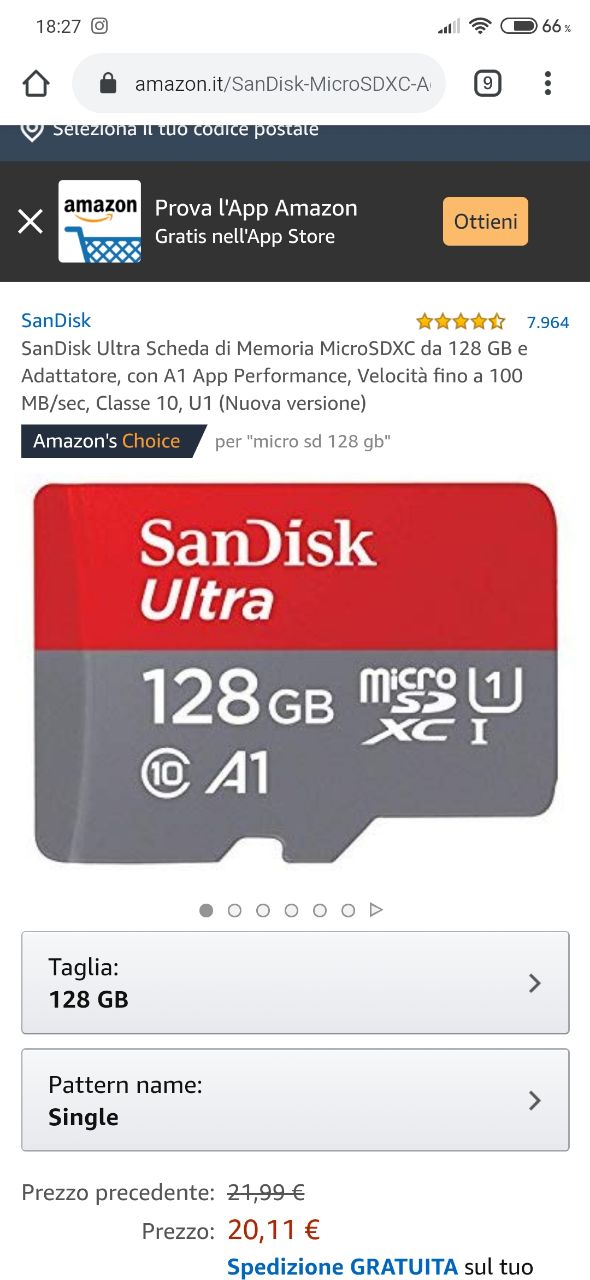 18:27
66%
amazon.it/SanDisk-MicroSDXC-A
9
Seleziona il tuo codice postale
amazon
Prova l'App Amazon
Gratis nell'App Store
Ottieni
SanDisk
7.964
SanDisk Ultra Scheda di Memoria MicroSDXC da 128 GB e
Adattatore, con A1 App Performance, Velocità fino a 100
MB/sec, Classe 10, U1 (Nuova versione)
Amazon's Choice per "micro sd 128 gb"
SanDisk
Ultra
128 GB micro SD XC I U1
10 A1
Taglia:
128 GB
Pattern name:
Single
Prezzo precedente: 21,99 €
Prezzo: 20,11 €
Spedizione GRATUITA sul tuo